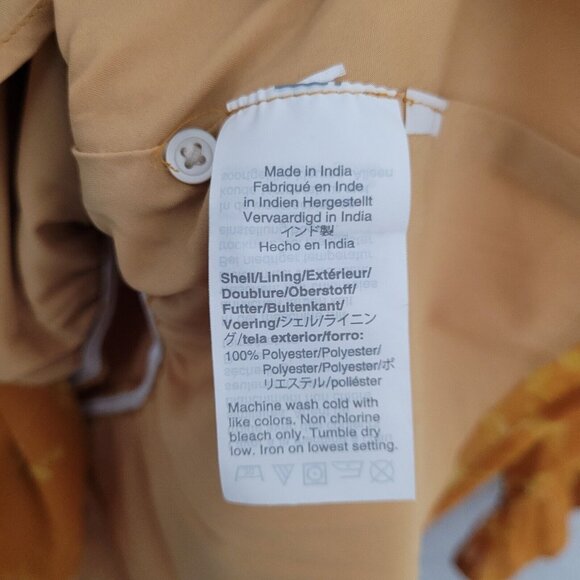 Made in India
Fabriqué en Inde
in Indien Hergestellt
Vervaardigd in India
インド製
Hecho en India
Shell/Lining/Extérieur/
Doublure/Oberstoff/
Futter/Buitenkant/
Voering/シェル/ライニン
グ/tela exterior/forro:
100% Polyester/Polyester/
Polyester/Polyester/ポ
リエステル/poliéster
Machine wash cold with
like colors. Non chlorine
bleach only. Tumble dry
low. Iron on lowest setting.